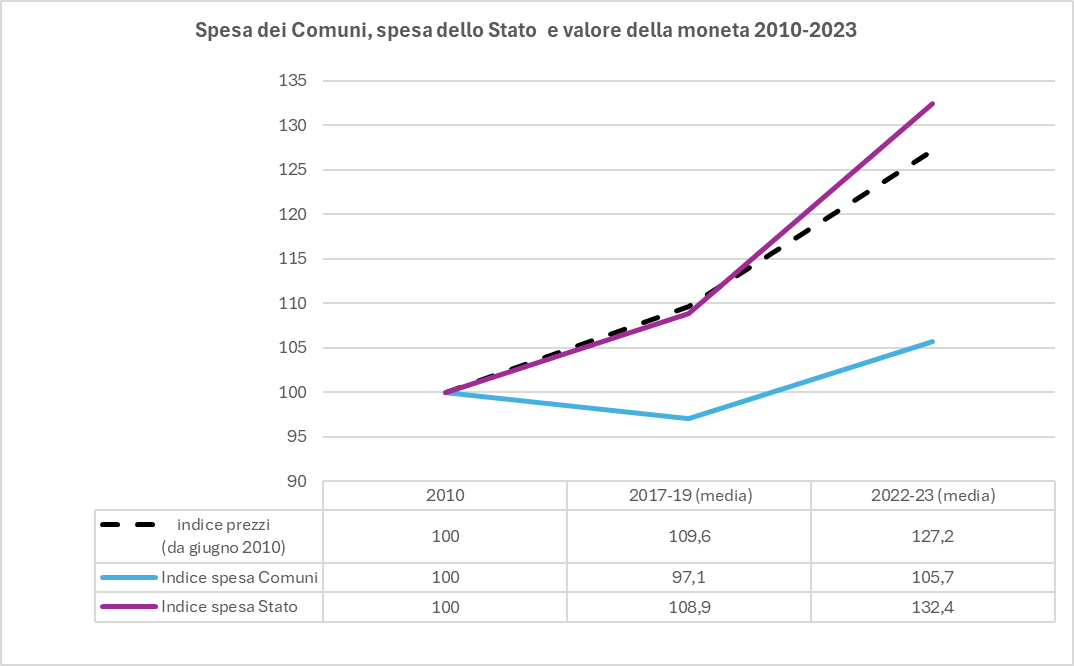 Spesa dei Comuni, spesa dello Stato  e valore della moneta 2010-2023
135
130
125
120
115
110
105
100
95
90
2010 2017-19 (media) 2022-23 (media)
indice prezzi
(da giugno 2010) 100 109,6 127,2
Indice spesa Comuni 100 97,1 105,7
Indice spesa Stato 100 108,9 132,4